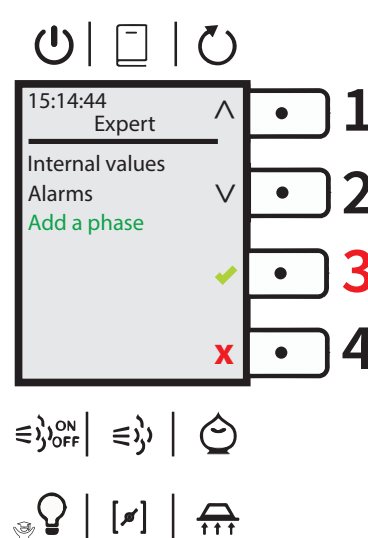 15:14:44
Expert
Internal values
Alarms
Add a phase
X
1
2
3
4
ON
OFF